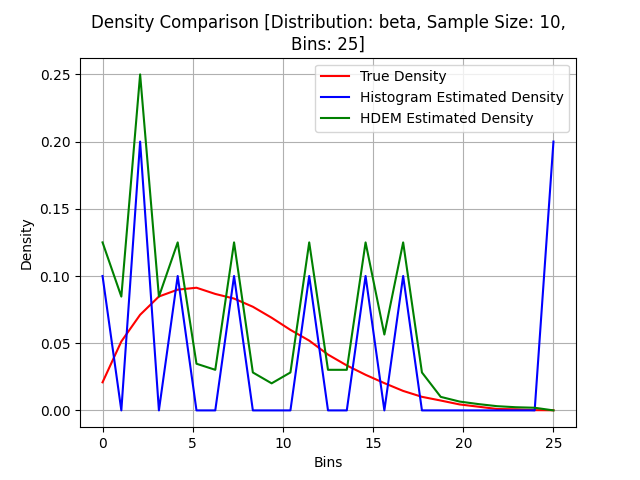 Density Comparison [Distribution: beta, Sample Size: 10,
Bins: 25]
True Density
Histogram Estimated Density
HDEM Estimated Density
Density
0.25
0.20
0.15
0.10
0.05
0.00
0 5 10 15 20 25
Bins